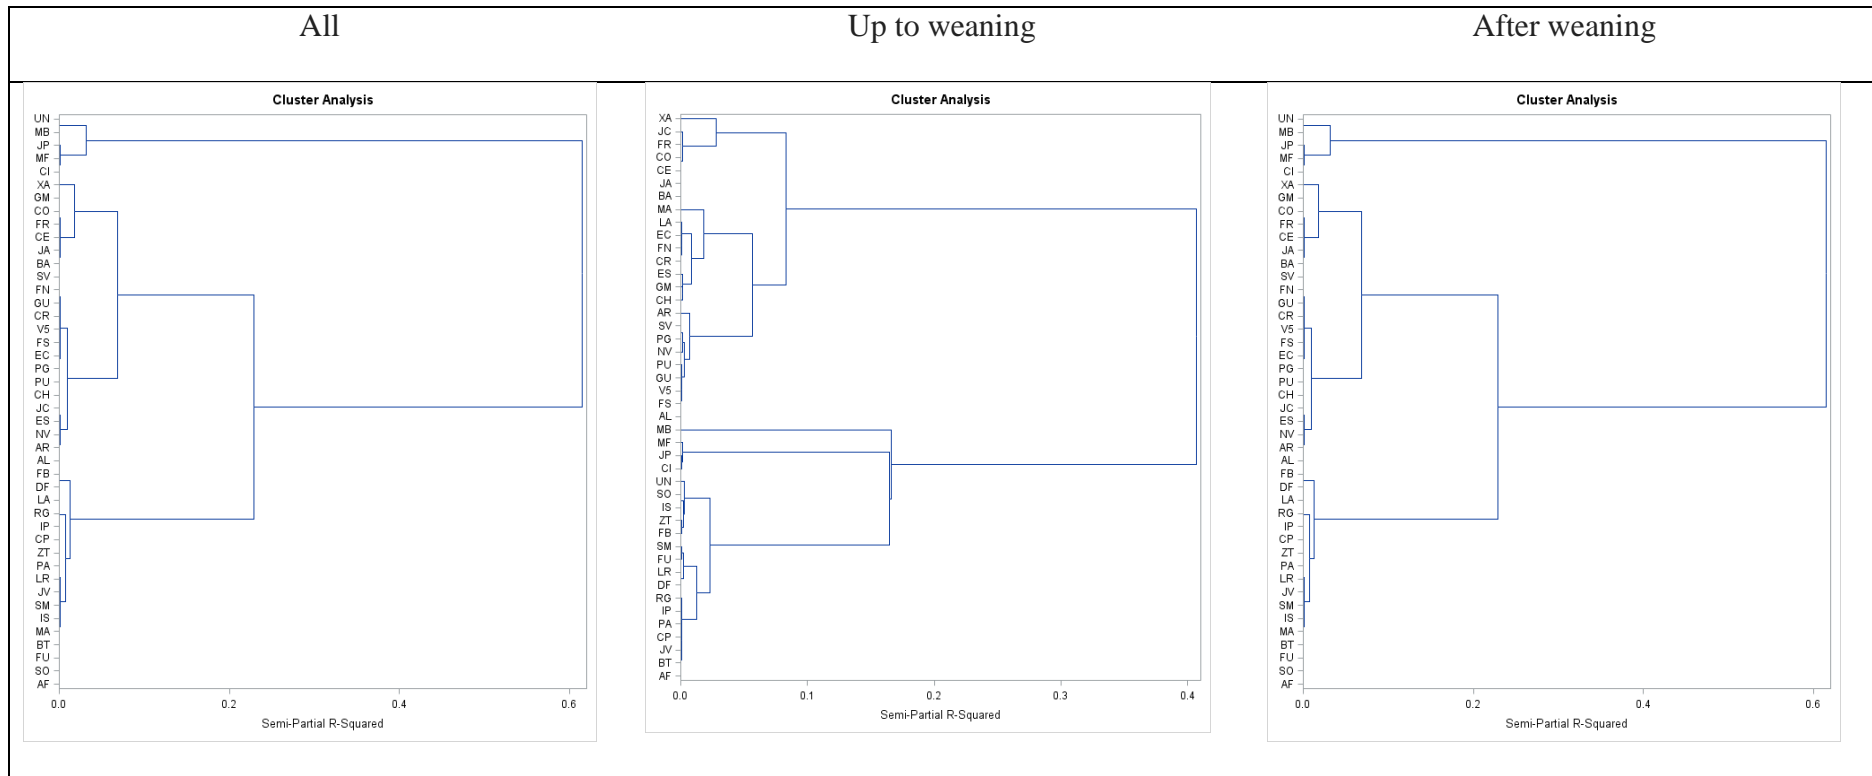 All
Up to weaning
After weaning
Cluster Analysis
UN
MB
JP
MF
CI
XA
GM
CO
FR
CE
JA
BA
SV
FN
GU
CR
V5
FS
EC
PG
PU
CH
JC
ES
NV
AR
AL
FB
DF
LA
RG
IP
CP
ZT
PA
LR
JV
SM
IS
MA
BT
FU
SO
AF
0.0 0.2 0.4 0.6
Semi-Partial R-Squared
Cluster Analysis
XA
JC
FR
CO
CE
JA
BA
MA
LA
EC
FN
CR
ES
GM
CH
AR
SV
PG
NV
PU
GU
V5
FS
AL
MB
MF
JP
CI
UN
SO
IS
ZT
FB
SM
FU
LR
DF
RG
IP
PA
CP
JV
BT
AF
0.0 0.1 0.2 0.3 0.4
Semi-Partial R-Squared
Cluster Analysis
UN
MB
JP
MF
CI
XA
GM
CO
FR
CE
JA
BA
SV
FN
GU
CR
V5
FS
EC
PG
PU
CH
JC
ES
NV
AR
AL
FB
DF
LA
RG
IP
CP
ZT
PA
LR
JV
SM
IS
MA
BT
FU
SO
AF
0.0 0.2 0.4 0.6
Semi-Partial R-Squared